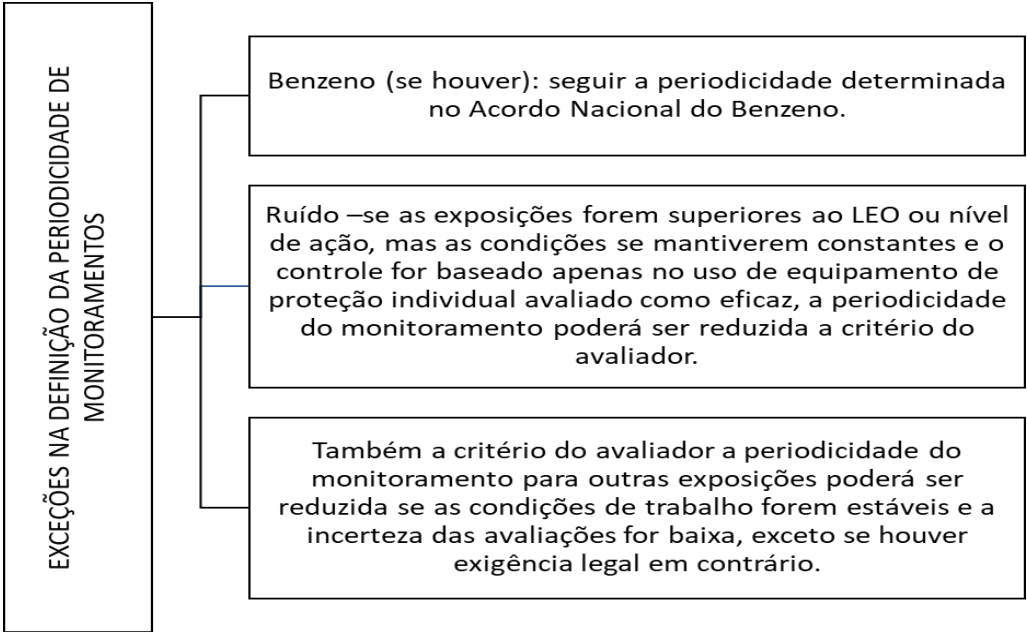 EXCEÇÕES NA DEFINIÇÃO DA PERIODICIDADE DE
MONITORAMENTOS
Benzeno (se houver): seguir a periodicidade determinada
no Acordo Nacional do Benzeno.
Ruído –se as exposições forem superiores ao LEO ou nível
de ação, mas as condições se mantiverem constantes e o
controle for baseado apenas no uso de equipamento de
proteção individual avaliado como eficaz, a periodicidade
do monitoramento poderá ser reduzida a critério do
avaliador.
Também a critério do avaliador a periodicidade do
monitoramento para outras exposições poderá ser
reduzida se as condições de trabalho forem estáveis e a
incerteza das avaliações for baixa, exceto se houver
exigência legal em contrário.